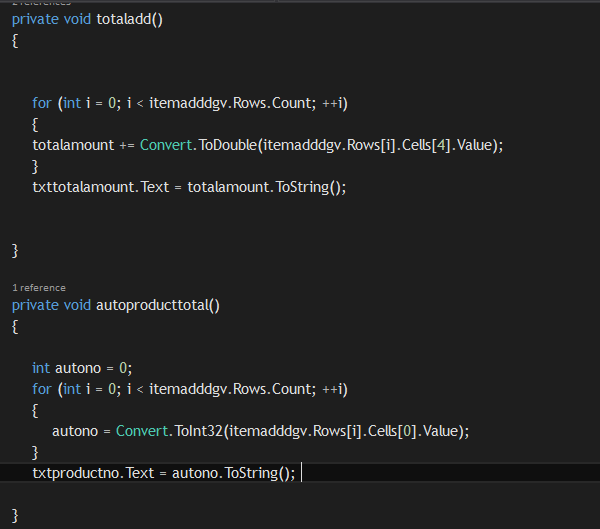 2 references
private void totaladd()
{
for (int i = 0; i < itemadddgv.Rows.Count; ++i)
{
totalamount += Convert.ToDouble(itemadddgv.Rows[i].Cells[4].Value);
}
txttotalamount.Text = totalamount.ToString();
}
1 reference
private void autoproducttotal()
{
int autono = 0;
for (int i = 0; i < itemadddgv.Rows.Count; ++i)
{
autono = Convert.ToInt32(itemadddgv.Rows[i].Cells[0].Value);
}
txtproductno.Text = autono.ToString();
}